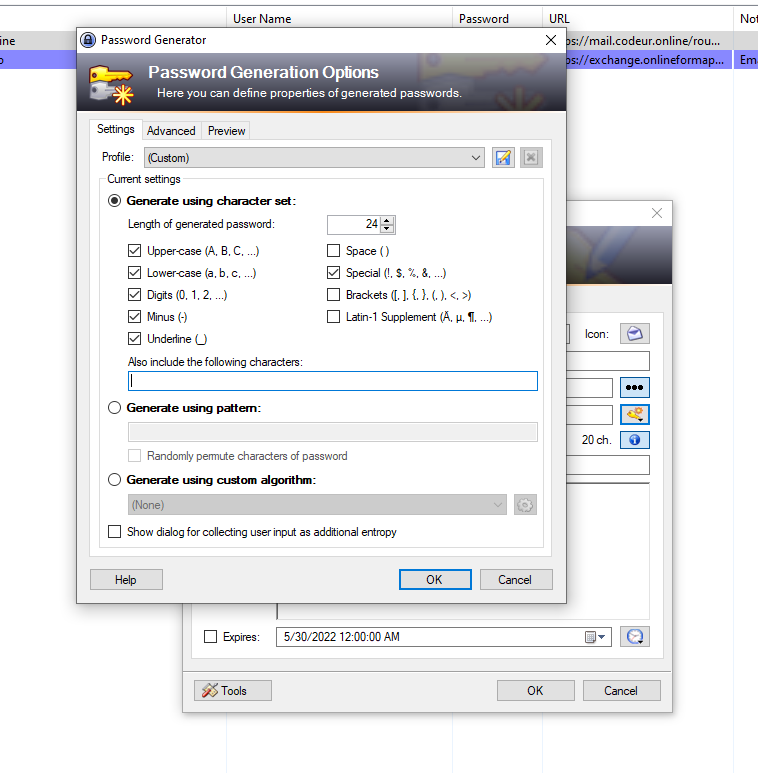 User Name Password URL Not
ine ps://mail.codeur.online/rou...
o ps://exchange.onlineformap... Ema
Password Generator
Password Generation Options
Here you can define properties of generated passwords.
Settings Advanced Preview
Profile: (Custom)
Current settings
Generate using character set:
Length of generated password: 24
Upper-case (A, B, C, ...) Space ( )
Lower-case (a, b, c, ...) Special (!, $, %, &, ...)
Digits (0, 1, 2, ...) Brackets ([, ], {, }, (, ), <, >)
Minus (-) Latin-1 Supplement (Ä, µ, ¶, ...)
Underline (_)
Also include the following characters:
Icon:
Generate using pattern:
20 ch.
Randomly permute characters of password
Generate using custom algorithm:
(None)
Show dialog for collecting user input as additional entropy
Help OK Cancel
Expires: 5/30/2022 12:00:00 AM
Tools OK Cancel